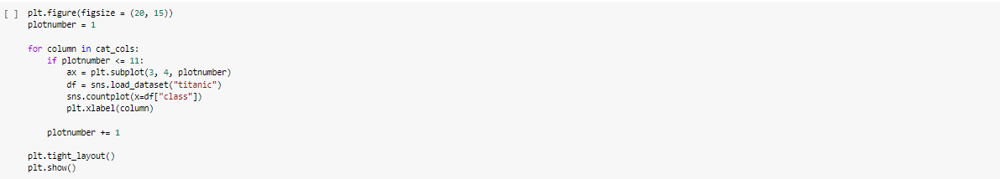 [ ] plt.figure(figsize = (20, 15))
plotnumber = 1

for column in cat_cols:
    if plotnumber <= 11:
        ax = plt.subplot(3, 4, plotnumber)
        df = sns.load_dataset("titanic")
        sns.countplot(x=df["class"])
        plt.xlabel(column)

    plotnumber += 1

plt.tight_layout()
plt.show()